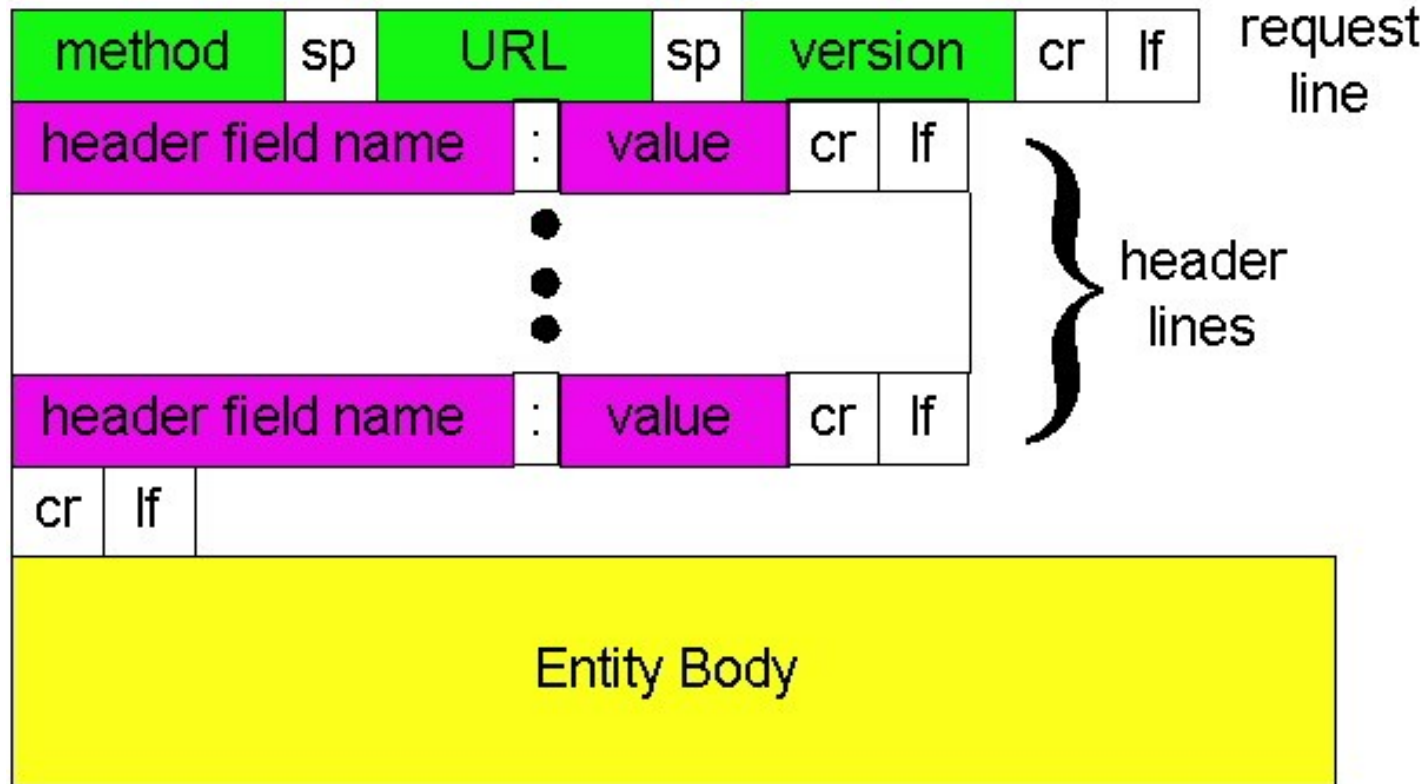 method sp URL sp version cr lf request line
header field name : value cr lf
header lines
header field name : value cr lf
cr lf
Entity Body